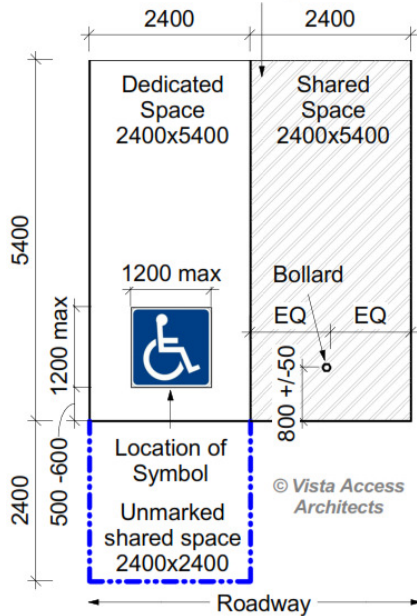 2400
2400
Dedicated
Space
2400x5400
Shared
Space
2400x5400
5400
1200 max
Bollard
EQ
EQ
1200 max
800 +/-50
500 -600
Location of
Symbol
2400
Unmarked
shared space
2400x2400
© Vista Access
Architects
Roadway